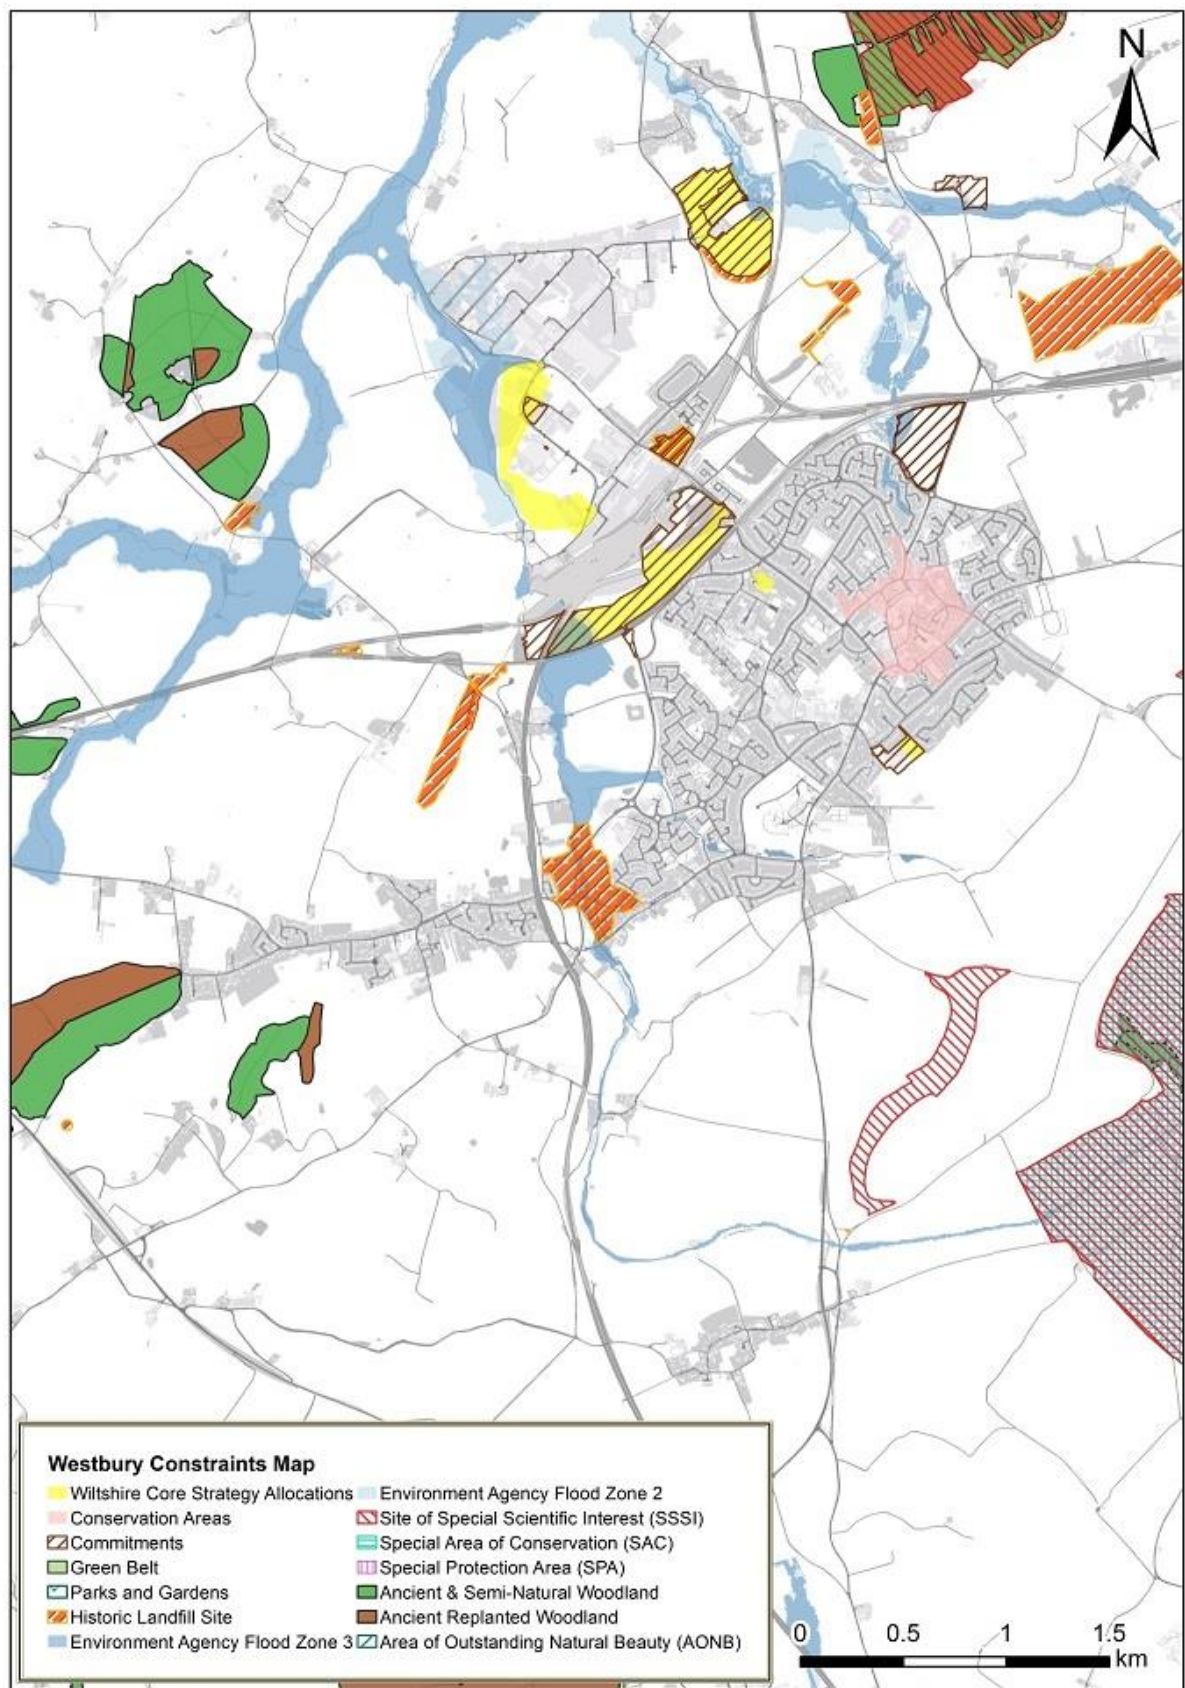 N
Westbury Constraints Map
Wiltshire Core Strategy Allocations
Conservation Areas
Commitments
Green Belt
Parks and Gardens
Historic Landfill Site
Environment Agency Flood Zone 3
Environment Agency Flood Zone 2
Site of Special Scientific Interest (SSSI)
Special Area of Conservation (SAC)
Special Protection Area (SPA)
Ancient & Semi-Natural Woodland
Ancient Replanted Woodland
Area of Outstanding Natural Beauty (AONB)
0 0.5 1 1.5
km